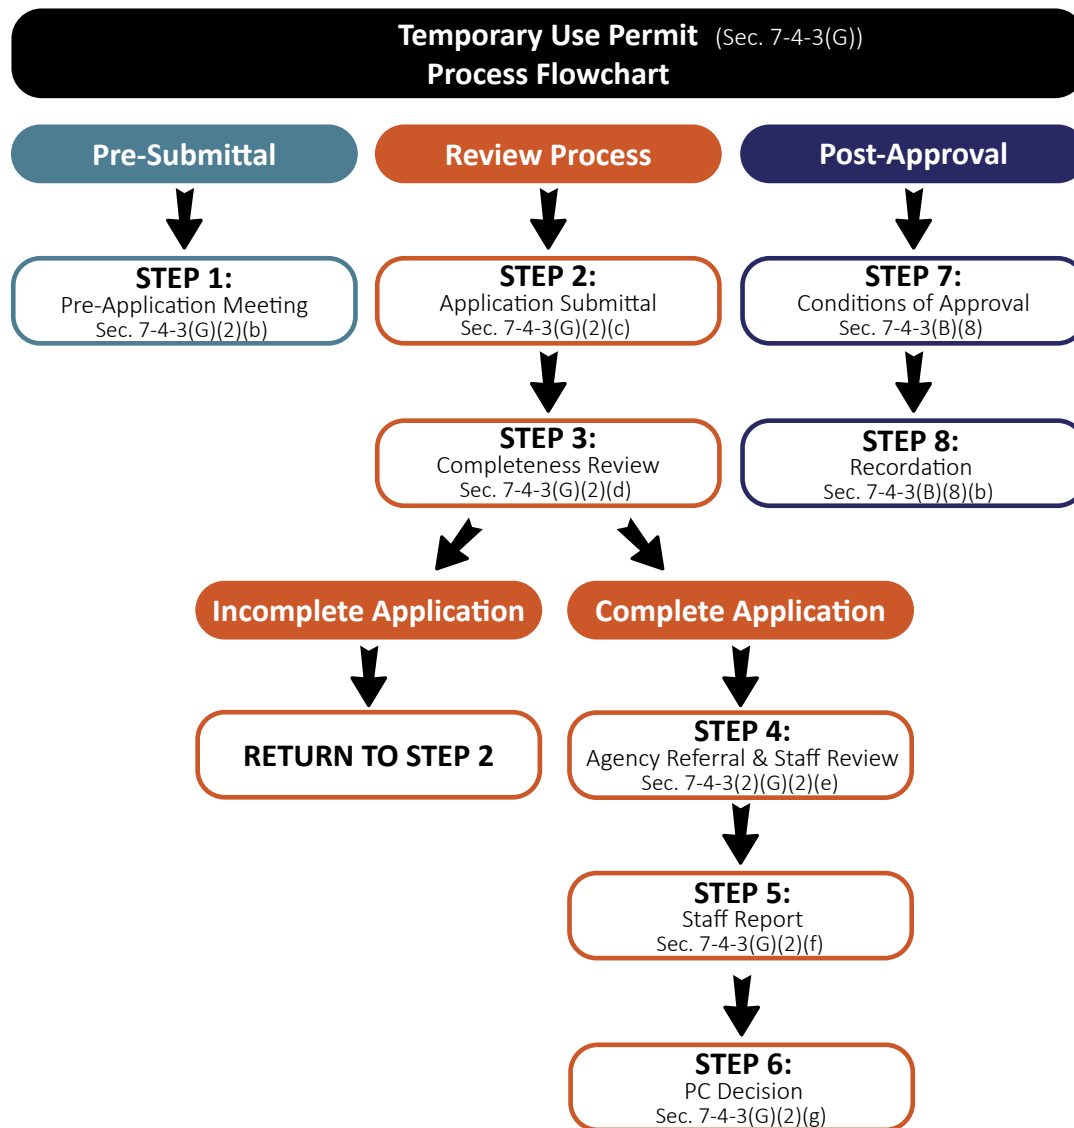 Temporary Use Permit (Sec. 7-4-3(G))
Process Flowchart
Pre-Submittal
STEP 1:
Pre-Application Meeting
Sec. 7-4-3(G)(2)(b)
Review Process
STEP 2:
Application Submittal
Sec. 7-4-3(G)(2)(c)
STEP 3:
Completeness Review
Sec. 7-4-3(G)(2)(d)
Incomplete Application
RETURN TO STEP 2
Complete Application
STEP 4:
Agency Referral & Staff Review
Sec. 7-4-3(2)(G)(2)(e)
STEP 5:
Staff Report
Sec. 7-4-3(G)(2)(f)
STEP 6:
PC Decision
Sec. 7-4-3(G)(2)(g)
Post-Approval
STEP 7:
Conditions of Approval
Sec. 7-4-3(B)(8)
STEP 8:
Recordation
Sec. 7-4-3(B)(8)(b)